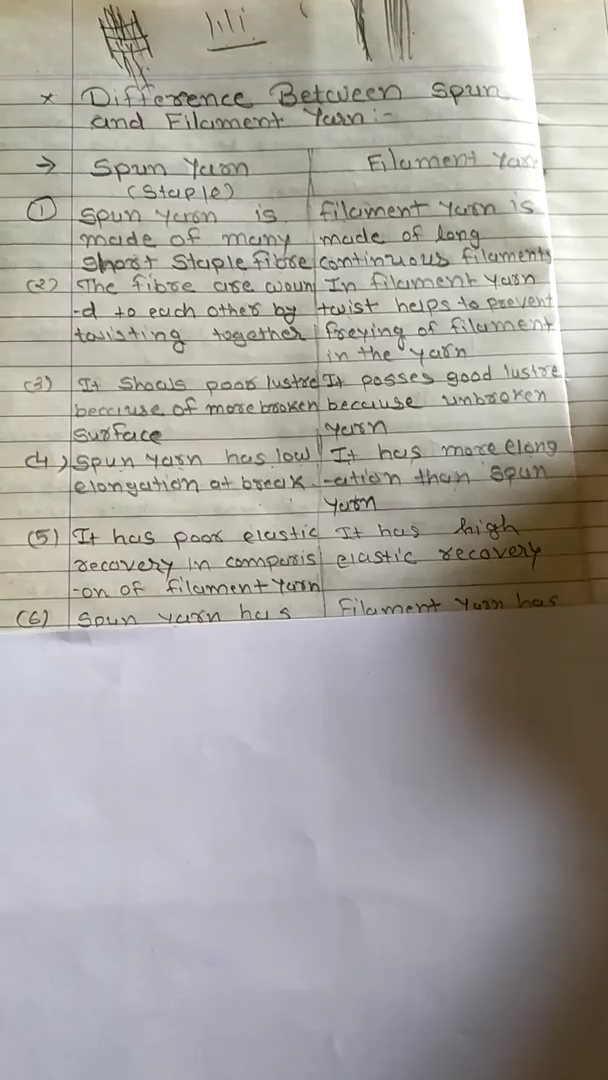 * Difference Between Spun
and Filament Yarn:-
→ Spun Yarn Filament Yarn
(Staple)
① Spun yarn is filament Yarn is
made of many made of long
short staple fibre continuous filaments
(2) The fibre are woun In filament yarn
-d to each other by twist helps to prevent
twisting together freying of filament
in the yarn
(3) It shows poor lustre It posses good lustre
because of more broken because unbroken
surface yarn
(4) Spun yarn has low It has more elong
elongation at break -ation than spun
yarn
(5) It has poor elastic It has high
recovery in comparis elastic recovery
-on of filament yarn
(6) Spun yarn has Filament Yarn has